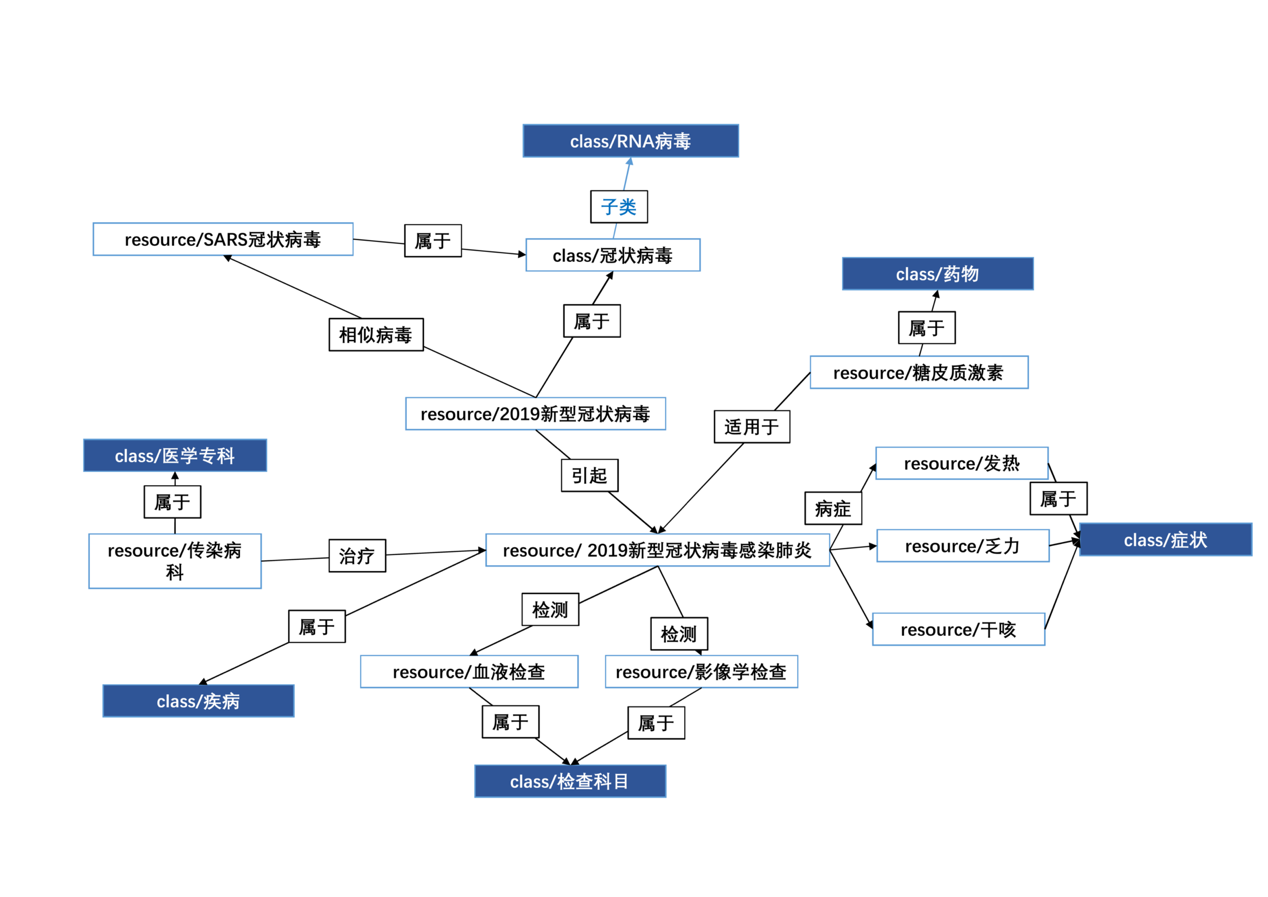 class/RNA病毒
子类
resource/SARS冠状病毒
属于
class/冠状病毒
class/药物
相似病毒
属于
属于
resource/糖皮质激素
resource/2019新型冠状病毒
适用于
class/医学专科
引起
resource/发热
属于
病症
属于
resource/传染病
科
治疗
resource/ 2019新型冠状病毒感染肺炎
resource/乏力
class/症状
属于
检测
检测
resource/干咳
class/疾病
resource/血液检查
resource/影像学检查
属于
属于
class/检查科目